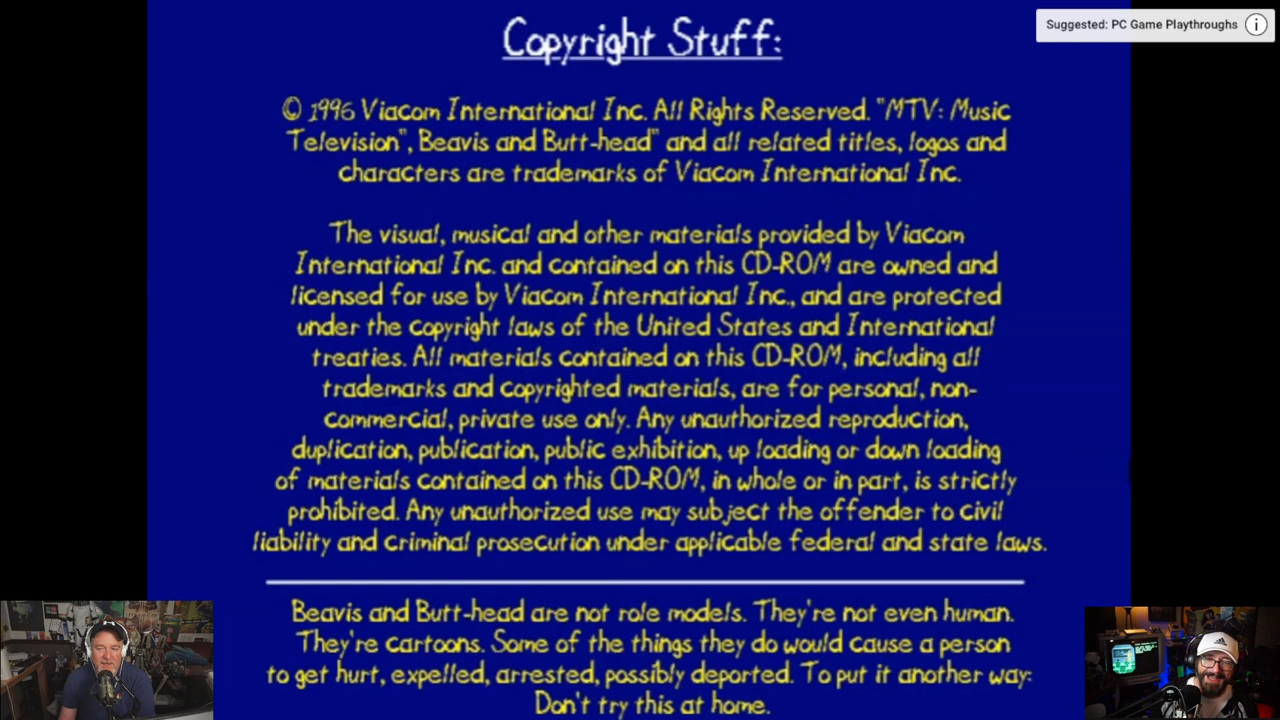 Suggested: PC Game Playthroughs
Copyright Stuff:
© 1996 Viacom International Inc. All Rights Reserved. "MTV: Music
Television", Beavis and Butt-head" and all related titles, logos and
characters are trademarks of Viacom International Inc.
The visual, musical and other materials provided by Viacom
International Inc. and contained on this CD-ROM are owned and
licensed for use by Viacom International Inc., and are protected
under the copyright laws of the United States and International
treaties. All materials contained on this CD-ROM, including all
trademarks and copyrighted materials, are for personal, non-
commercial, private use only. Any unauthorized reproduction,
duplication, publication, public exhibition, up loading or down loading
of materials contained on this CD-ROM, in whole or in part, is strictly
prohibited. Any unauthorized use may subject the offender to civil
liability and criminal prosecution under applicable federal and state laws.
Beavis and Butt-head are not role models. They're not even human.
They're cartoons. Some of the things they do would cause a person
to get hurt, expelled, arrested, possibly deported. To put it another way:
Don't try this at home.